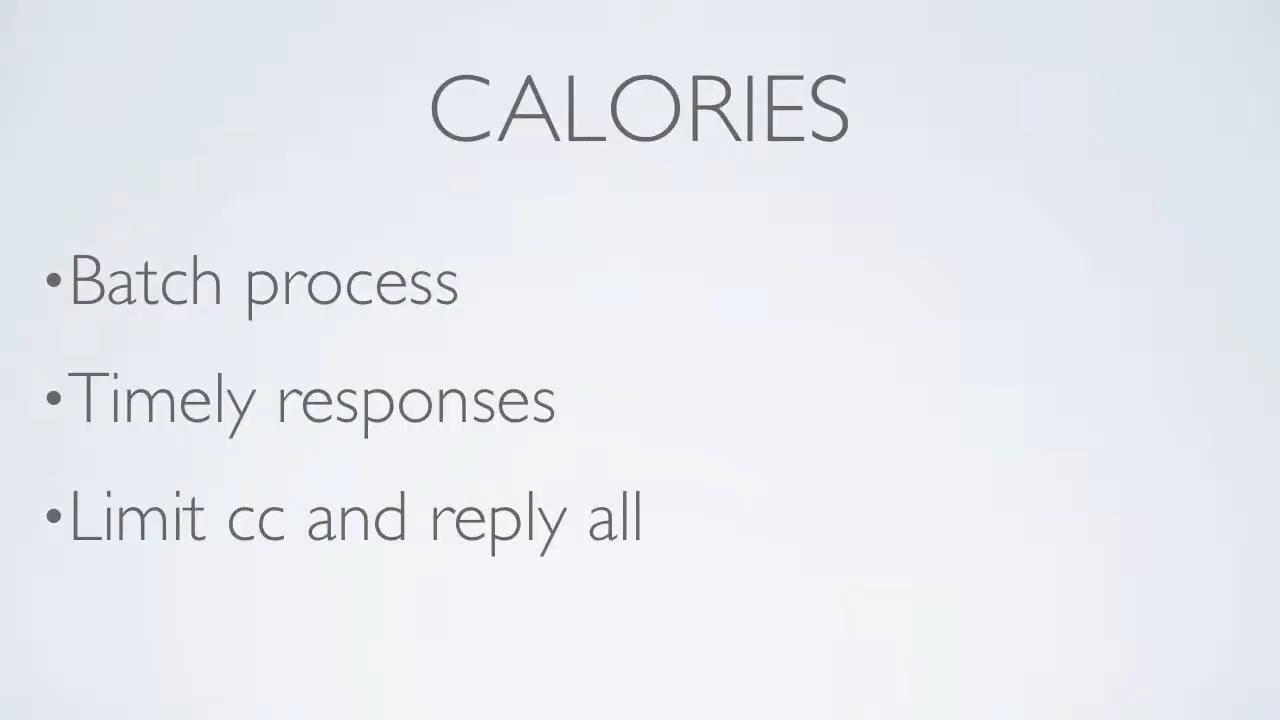 CALORIES
•Batch process
•Timely responses
•Limit cc and reply all